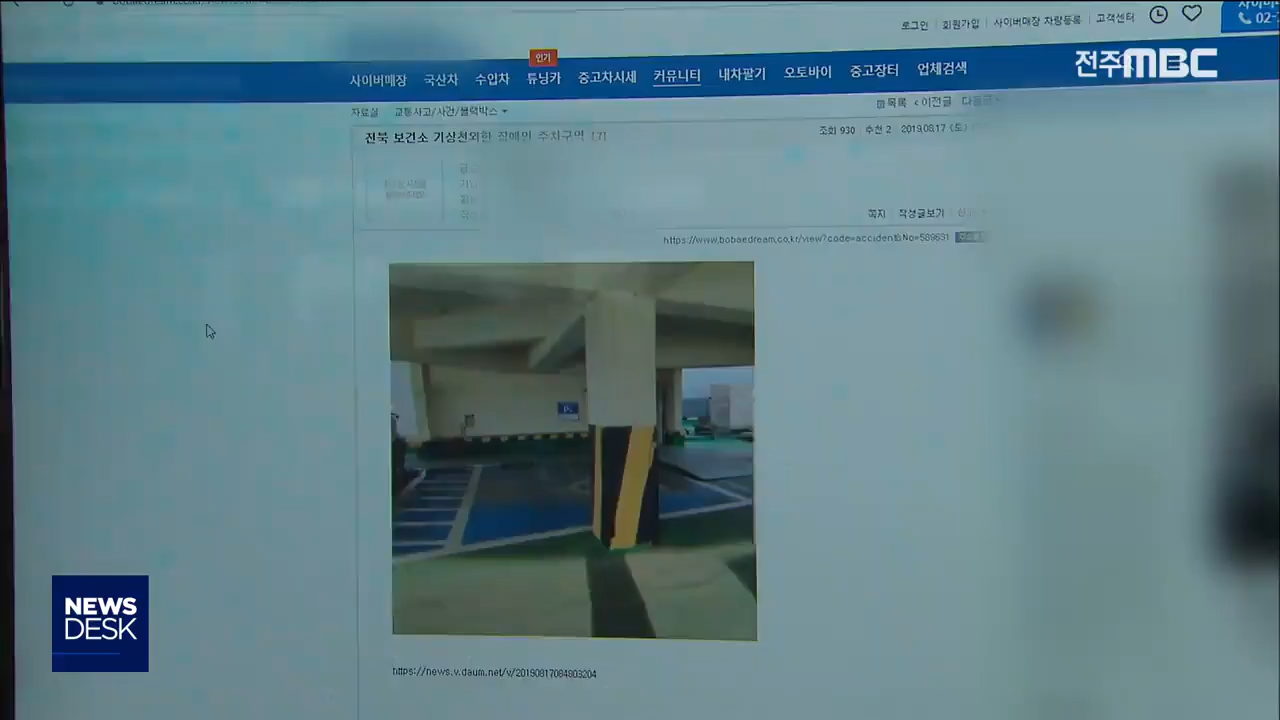 로그인 회원가입 사이버매장 차량등록 고객센터
02-
인기
사이버매장 국산차 수입차 튜닝카 중고차시세 커뮤니티 내차팔기 오토바이 중고장터 업체검색
전주MBC
자료실 교통사고/사건/블랙박스
목록 < 이전글
전북 보건소 기상천외한 장애인 주차구역 [7]
조회 930 추천 2 2019.08.17 (토)
쪽지 작성글보기
https://www.bobaedream.co.kr/view?code=accident&No=589631
NEWS
DESK
https://news.v.daum.net/v/20190817084803204